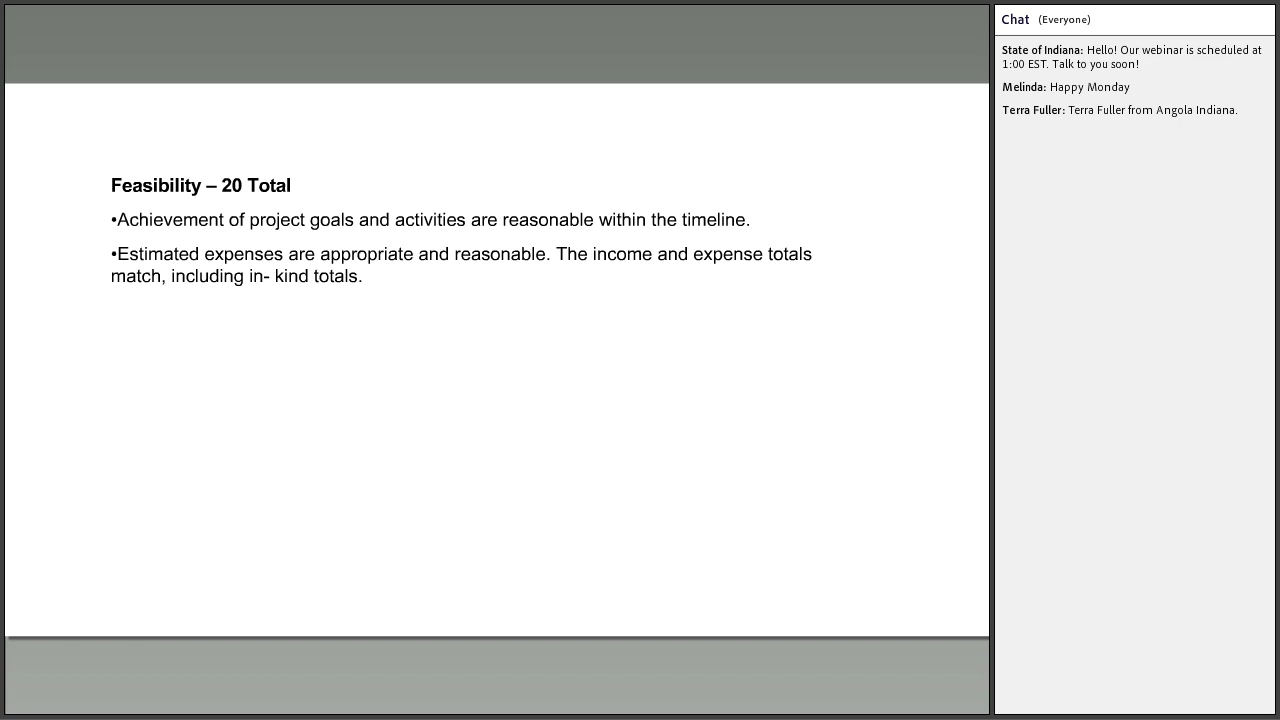 Feasibility – 20 Total
•Achievement of project goals and activities are reasonable within the timeline.
•Estimated expenses are appropriate and reasonable. The income and expense totals
match, including in- kind totals.
Chat (Everyone)
State of Indiana: Hello! Our webinar is scheduled at
1:00 EST. Talk to you soon!
Melinda: Happy Monday
Terra Fuller: Terra Fuller from Angola Indiana.